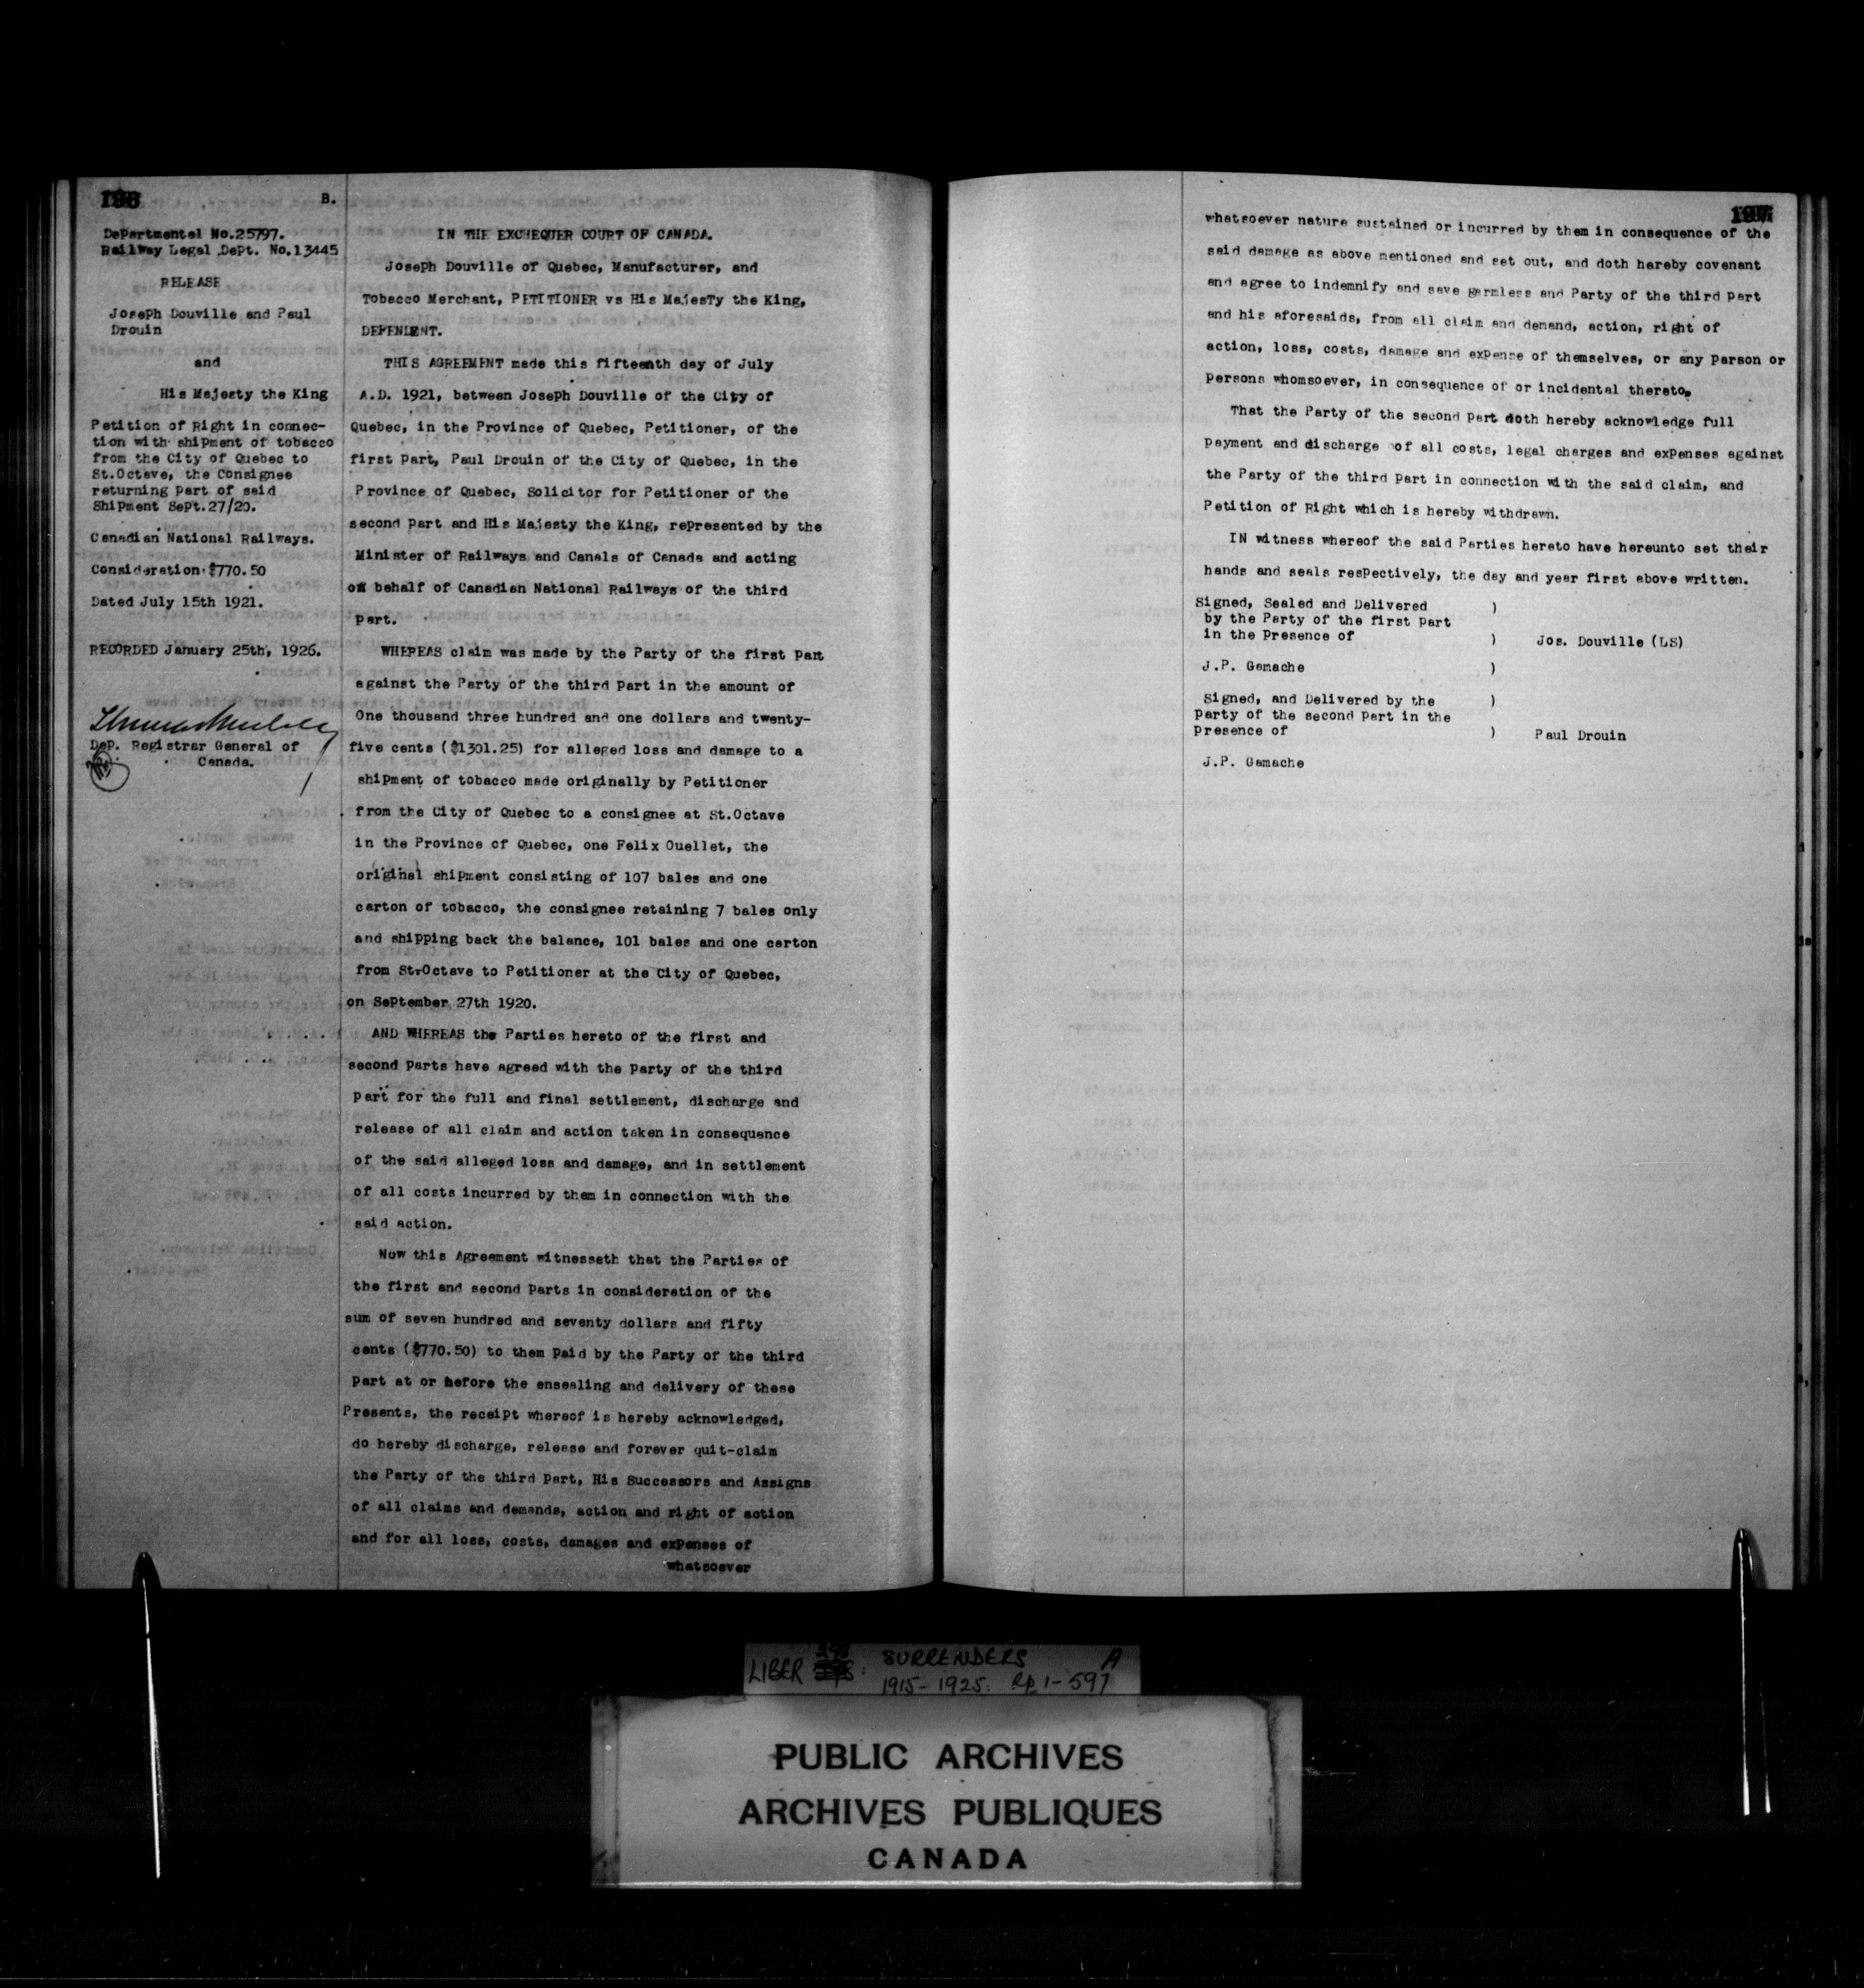 196
B.
Departmental No.25797.
Railway Legal Dept. No.13445
RELEASE
Joseph Douville and Paul
Drouin
and
His Majesty the King
Petition of Right in connec-
tion with shipment of tobacco
from the City of Quebec to
St.Octave, the Consignee
returning part of said
Shipment Sept.27/20.
Canadian National Railways.
Consideration $770.50
Dated July 15th 1921.
RECORDED January 25th, 1926.
Dep. Registrar General of
Canada.
IN THE EXCHEQUER COURT OF CANADA.
Joseph Douville of Quebec, Manufacturer, and
Tobacco Merchant, PETITIONER vs His Majesty the King,
DEFENDENT.
THIS AGREEMENT made this fifteenth day of July
A.D. 1921, between Joseph Douville of the City of
Quebec, in the Province of Quebec, Petitioner, of the
first part, Paul Drouin of the City of Quebec, in the
Province of Quebec, Solicitor for Petitioner of the
second part and His Majesty the King, represented by the
Minister of Railways and Canals of Canada and acting
on behalf of Canadian National Railways of the third
part.
WHEREAS claim was made by the Party of the first part
against the Party of the third part in the amount of
One thousand three hundred and one dollars and twenty-
five cents ($1301.25) for alleged loss and damage to a
shipment of tobacco made originally by Petitioner
from the City of Quebec to a consignee at St.Octave
in the Province of Quebec, one Felix Ouellet, the
original shipment consisting of 107 bales and one
carton of tobacco, the consignee retaining 7 bales only
and shipping back the balance, 101 bales and one carton
from St.Octave to Petitioner at the City of Quebec,
on September 27th 1920.
AND WHEREAS the Parties hereto of the first and
second parts have agreed with the party of the third
part for the full and final settlement, discharge and
release of all claim and action taken in consequence
of the said alleged loss and damage, and in settlement
of all costs incurred by them in connection with the
said action.
Now this Agreement witnesseth that the Parties of
the first and second parts in consideration of the
sum of seven hundred and seventy dollars and fifty
cents ($770.50) to them paid by the Party of the third
part at or before the ensealing and delivery of these
Presents, the receipt whereof is hereby acknowledged,
do hereby discharge, release and forever quit-claim
the Party of the third part, His Successors and Assigns
of all claims and demands, action and right of action
and for all loss, costs, damages and expenses of
whatsoever
197
whatsoever nature sustained or incurred by them in consequence of the
said damage as above mentioned and set out, and doth hereby covenant
and agree to indemnify and save garmless and Party of the third part
and his aforesaids, from all claim and demand, action, right of
action, loss, costs, damage and expense of themselves, or any parson or
persons whomsoever, in consequence of or incidental thereto.
That the Party of the second part doth hereby acknowledge full
payment and discharge of all costs, legal charges and expenses against
the Party of the third part in connection with the said claim, and
Petition of Right which is hereby withdrawn.
IN witness whereof the said Parties hereto have hereunto set their
hands and seals respectively, the day and year first above written.
Signed, Sealed and Delivered )
by the Party of the first part
in the presence of ) Jos. Douville (LS)
J.P. Gamache )
Signed, and Delivered by the )
party of the second part in the
presence of ) Paul Drouin
J.P. Gamache
LIBER : SURRENDERS A
1915-1925. Pp 1-597
PUBLIC ARCHIVES
ARCHIVES PUBLIQUES
CANADA